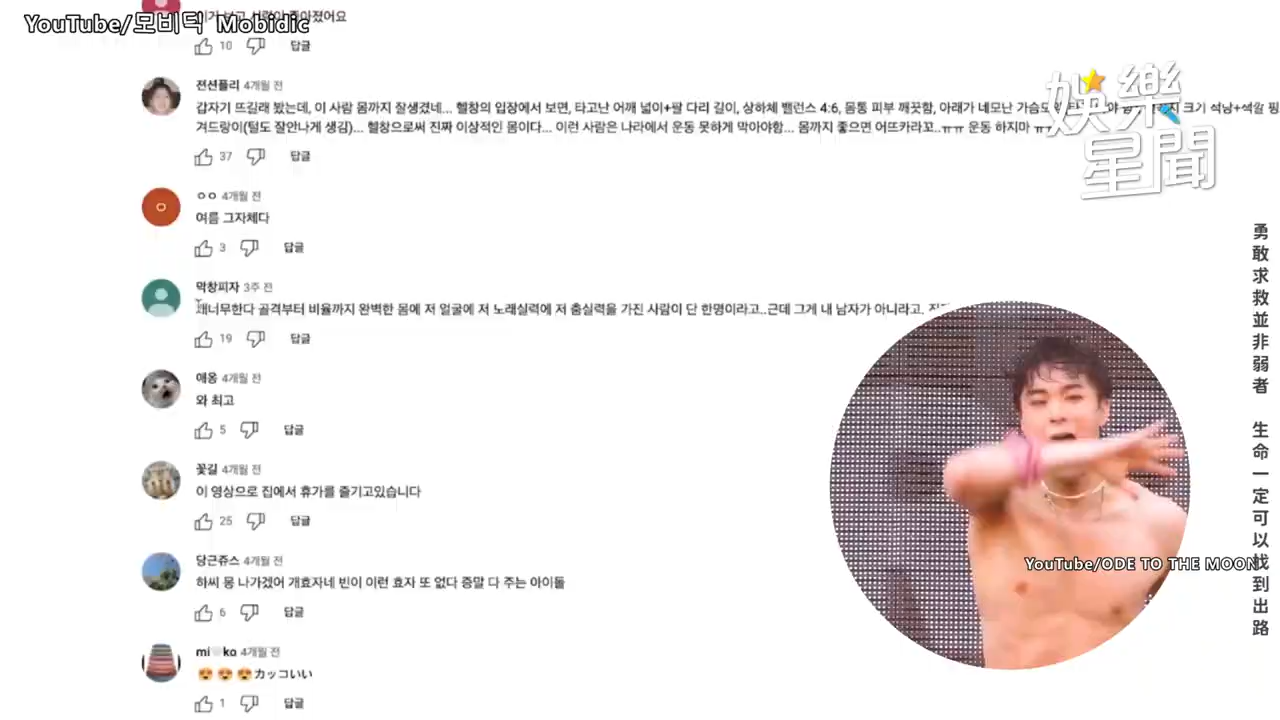 YouTube/모비딕 Mobidic
10 답글
전션플리 4개월 전
갑자기 뜨길래 봤는데, 이 사람 몸까지 잘생겼네... 헬창의 입장에서 보면, 타고난 어깨 넓이+팔 다리 길이, 상하체 밸런스 4:6, 몸통 피부 깨끗함, 아래가 네모난
겨드랑이(털도 잘안나게 생김)... 헬창으로써 진짜 이상적인 몸이다... 이런 사람은 나라에서 운동 못하게 막아야함... 몸까지 좋으면 어뜨카라꼬..ㅠㅠ 운동 하지마
37 답글
ㅇㅇ 4개월 전
여름 그자체다
3 답글
막창피자 3주 전
얘너무한다 골격부터 비율까지 완벽한 몸에 저 얼굴에 저 노래실력에 저 춤실력을 가진 사람이 단 한명이라고..근데 그게 내 남자가 아니라고.
19 답글
애옹 4개월 전
와 최고
5 답글
꽃길 4개월 전
이 영상으로 집에서 휴가를 즐기고있습니다
25 답글
당근쥬스 4개월 전
하씨 몽 나가겠어 개효자네 빈이 이런 효자 또 없다 증말 다 주는 아이돌
6 답글
mi♡ko 4개월 전
😍 😍 😍カッコいい
1 답글
娛樂
星聞
勇敢求救並非弱者 生命一定可以找到出路
YouTube/ODE TO THE MOON